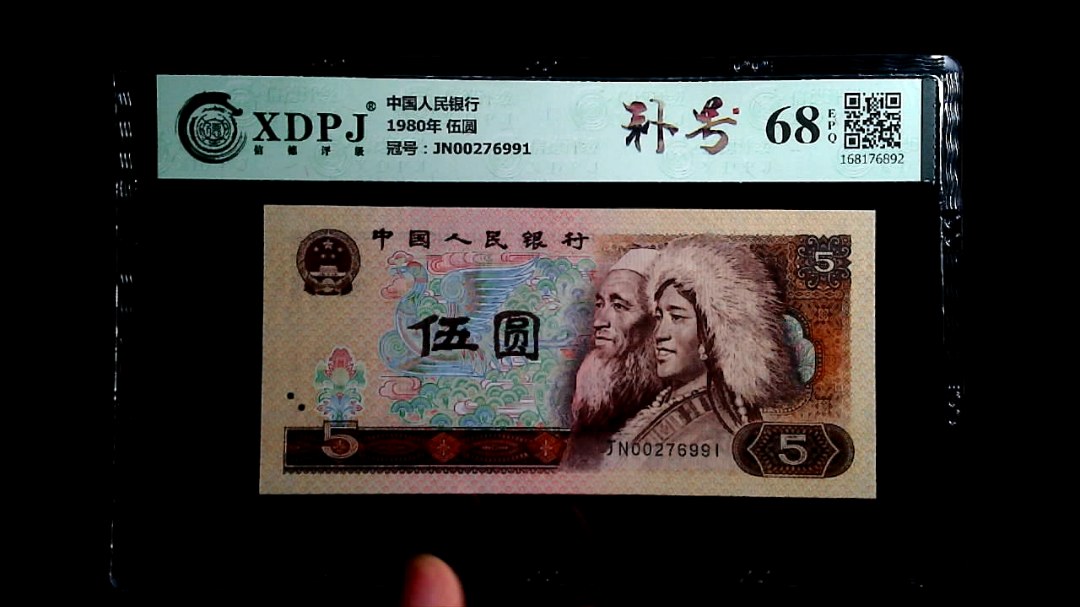 XDPJ®
信德评级
中国人民银行
1980年 伍圆
冠号：JN00276991
补号
68
EPQ
168176892
中国人民银行
5
伍圆
5
JN00276991
5